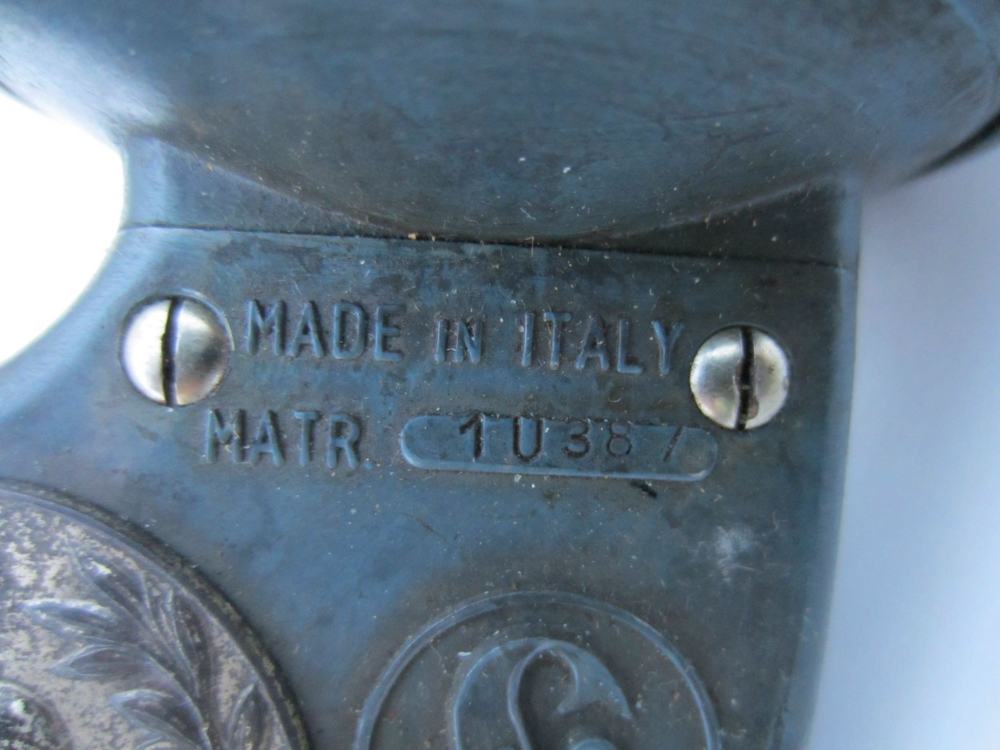 MADE IN ITALY
MATR. 1U387